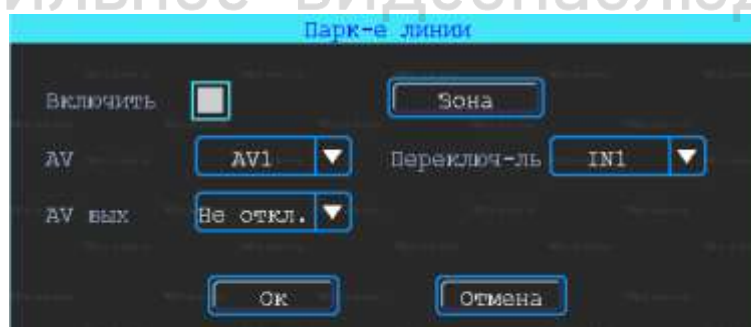 Парк-е линии
Включить Зона
AV AV1 Переключ-ль IN1
AV вых Не откл.
Ок Отмена